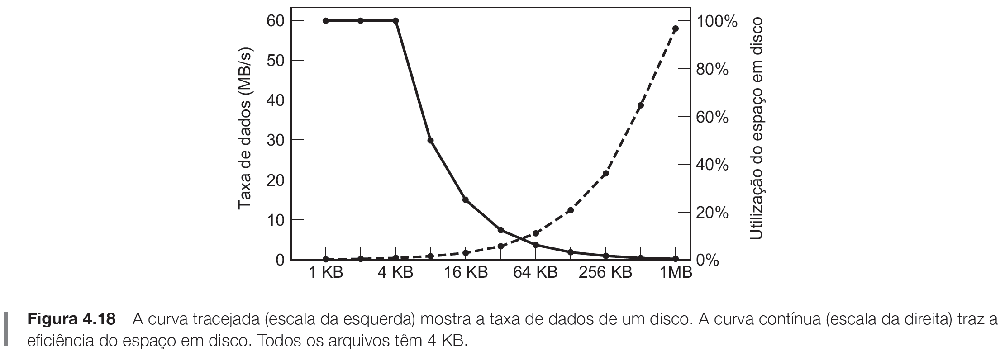 Taxa de dados (MB/s)
60
50
40
30
20
10
0
1 KB
4 KB
16 KB
64 KB
256 KB
1MB
100%
80%
60%
40%
20%
0%
Utilização do espaço em disco
Figura 4.18 A curva tracejada (escala da esquerda) mostra a taxa de dados de um disco. A curva contínua (escala da direita) traz a
eficiência do espaço em disco. Todos os arquivos têm 4 KB.